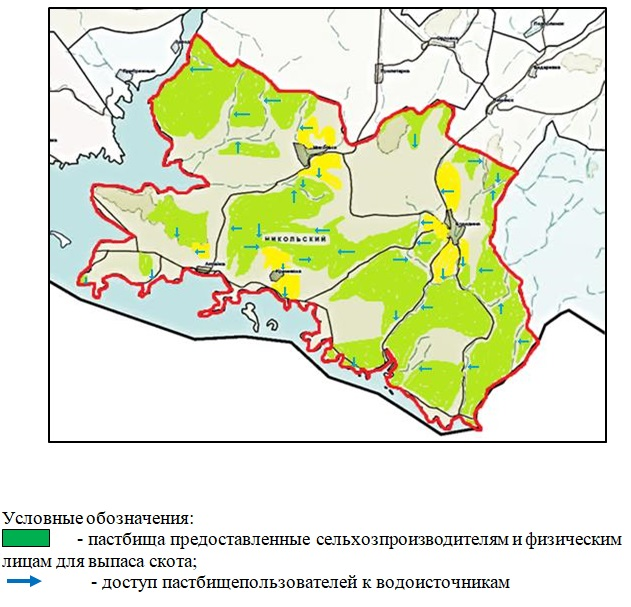 НИКОЛЬСКИЙ
Условные обозначения:
- пастбища предоставленные сельхозпроизводителям и физическим
лицам для выпаса скота;
- доступ пастбищепользователей к водоисточникам